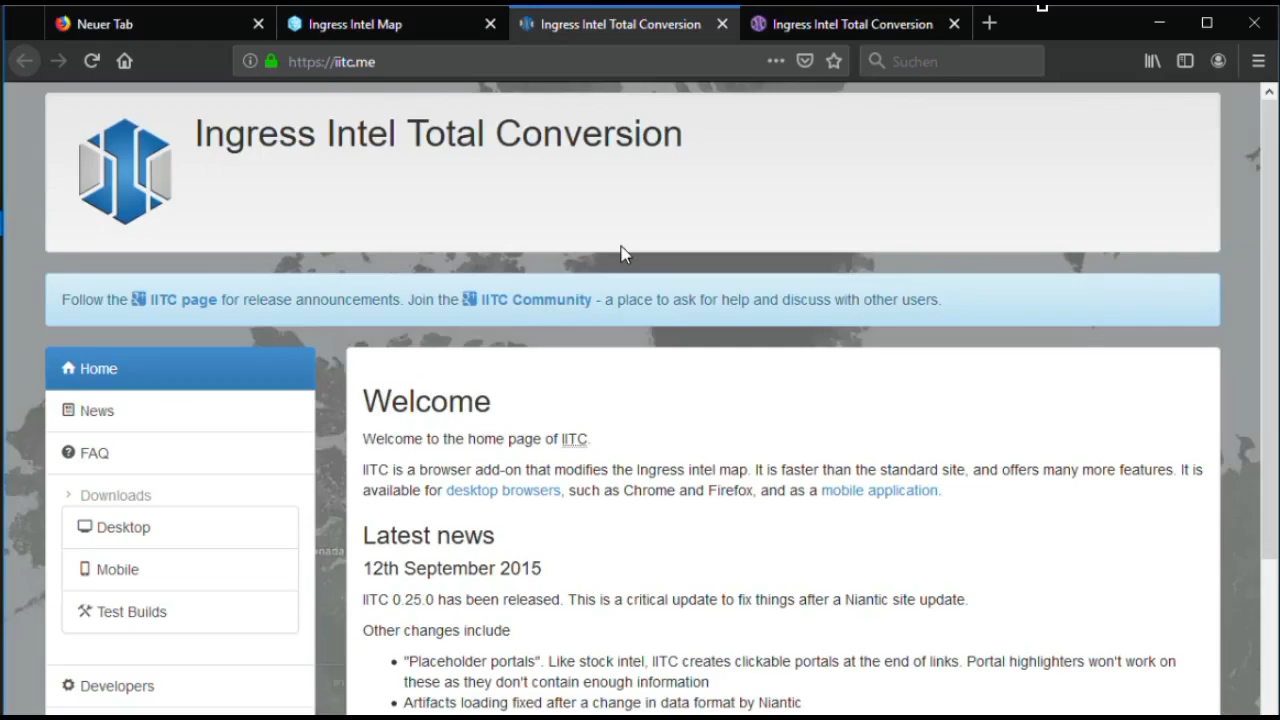 Neuer Tab
Ingress Intel Map
Ingress Intel Total Conversion
Ingress Intel Total Conversion
https://iitc.me
Suchen
Ingress Intel Total Conversion
Follow the IITC page for release announcements. Join the IITC Community - a place to ask for help and discuss with other users.
Home
News
FAQ
Downloads
Desktop
Mobile
Test Builds
Developers
Welcome
Welcome to the home page of IITC.
IITC is a browser add-on that modifies the Ingress intel map. It is faster than the standard site, and offers many more features. It is
available for desktop browsers, such as Chrome and Firefox, and as a mobile application.
Latest news
12th September 2015
IITC 0.25.0 has been released. This is a critical update to fix things after a Niantic site update.
Other changes include
• "Placeholder portals". Like stock intel, IITC creates clickable portals at the end of links. Portal highlighters won't work on
these as they don't contain enough information
• Artifacts loading fixed after a change in data format by Niantic